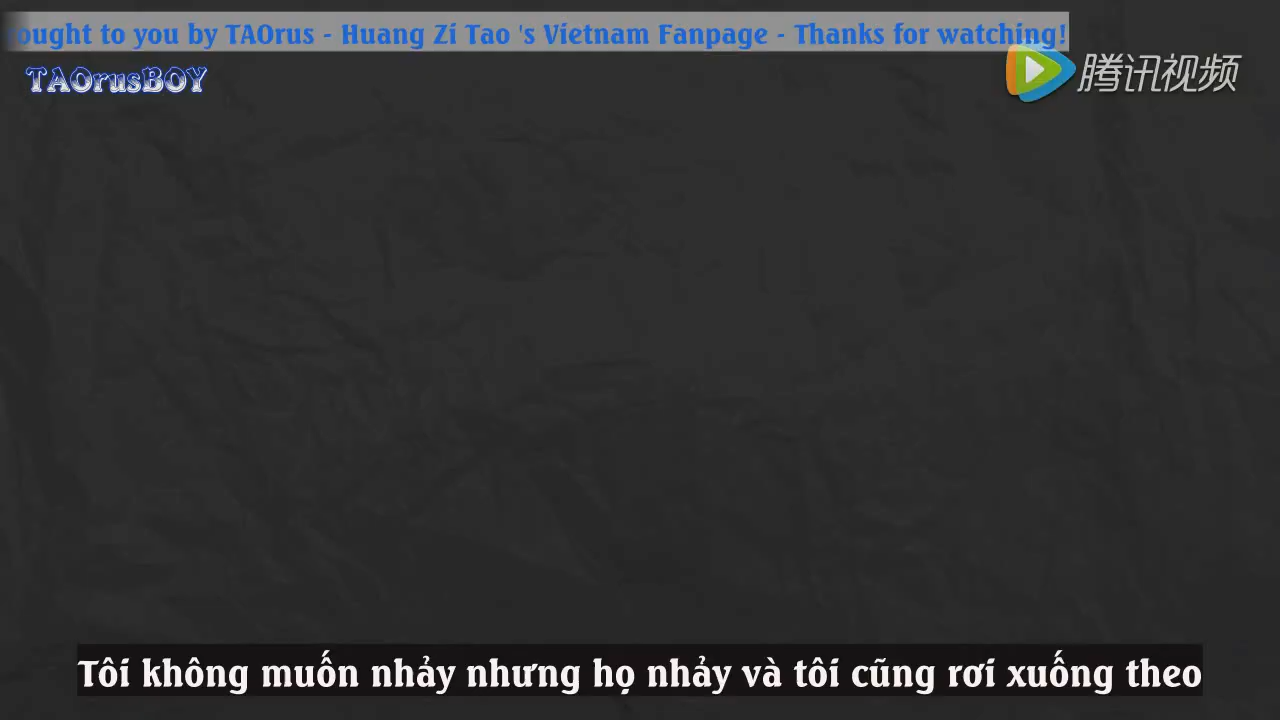 ought to you by TAOrus - Huang Zi Tao 's Vietnam Fanpage - Thanks for watching!
TAOrusBOY
腾讯视频
Tôi không muốn nhảy nhưng họ nhảy và tôi cũng rơi xuống theo